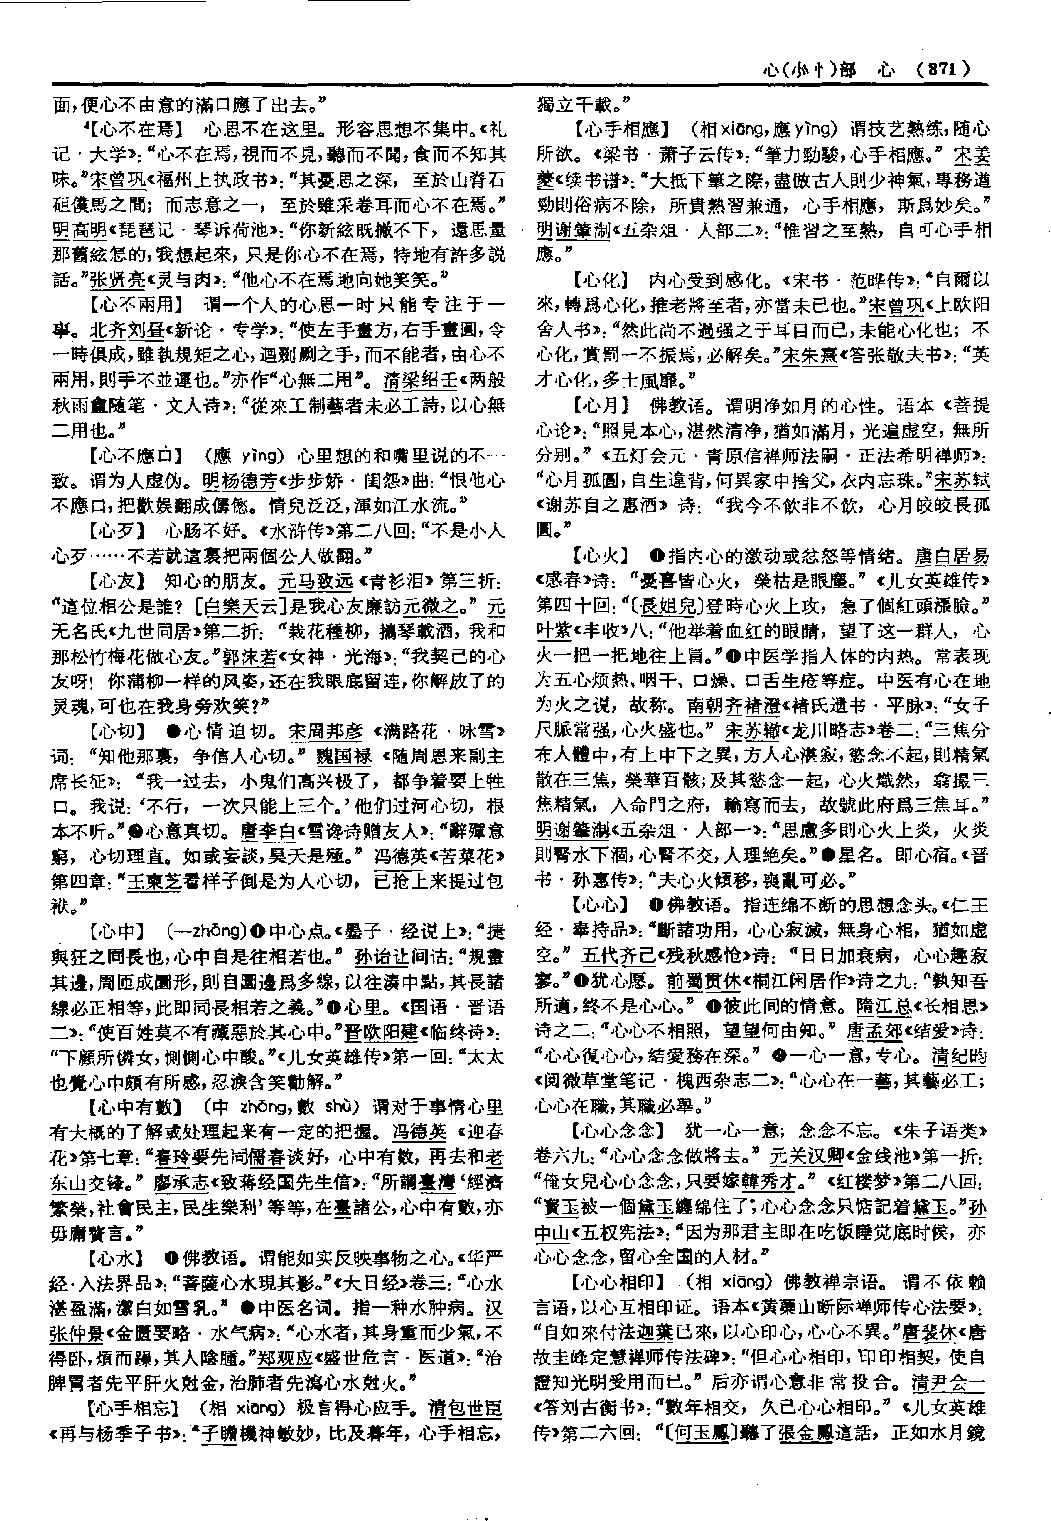 心(小忄)部　心　(371)
面,便心不由意的滿口應了出去。”
【心不在焉】　心思不在这里。形容思想不集中。《礼
记·大学》:“心不在焉,視而不見,聽而不聞,食而不知其
味。”宋曾巩《福州上执政书》:“其憂思之深,至於山脊石
砠僕馬之間;而志意之一,至於雖采卷耳而心不在焉。”
明高明《琵琶记·琴诉荷池》:“你新絃既撇不下,還思量
那舊絃怎的,我想起來,只是你心不在焉,特地有許多說
話。”张贤亮《灵与肉》:“他心不在焉地向她笑笑。”
【心不兩用】　谓一个人的心思一时只能专注于一
事。北齐刘昼《新论·专学》:“使左手畫方,右手畫圓,令
一時俱成,雖執規矩之心,迴剟劂之手,而不能者,由心不
兩用,則手不並運也。”亦作“心無二用”。清梁绍壬《两般
秋雨盦随笔·文人诗》:“從來工制藝者未必工詩,以心無
二用也。”
【心不應口】　(應 yìng)　心里想的和嘴里说的不一
致。谓为人虚伪。明杨德芳《步步娇·闺怨》曲:“恨他心
不應口,把歡娱翻成僝僽。情兒泛泛,渾如江水流。”
【心歹】　心肠不好。《水浒传》第二八回:“不是小人
心歹……不若就這裏把兩個公人做翻。”
【心友】　知心的朋友。元马致远《青衫泪》第三折:
“這位相公是誰?[白樂天云]是我心友廉訪元微之。”元
无名氏《九世同居》第二折:“栽花種柳,攜琴載酒,我和
那松竹梅花做心友。”郭沫若《女神·光海》:“我契己的心
友呀!你蒲柳一样的风姿,还在我眼底留连,你解放了的
灵魂,可也在我身旁欢笑?”
【心切】　❶心情迫切。宋周邦彦《满路花·咏雪》
词:“知他那裏,争信人心切。”魏国禄《随周恩来副主
席长征》:“我一过去,小鬼们高兴极了,都争着要上牲
口。我说:‘不行,一次只能上三个。’他们过河心切,根
本不听。”❷心意真切。唐李白《雪谗诗赠友人》:“辭殫意
窮,心切理直。如或妄談,昊天是殛。”冯德英《苦菜花》
第四章:“王柬芝看样子倒是为人心切,已抢上来提过包
袱。”
【心中】　(—zhōng)❶中心点。《墨子·经说上》:“捷
與狂之同長也,心中自是往相若也。”孙诒让间诂:“規畫
其邊,周匝成圜形,則自圜邊爲多線,以往湊中點,其長諸
線必正相等,此即同長相若之義。”❷心里。《国语·晋语
二》:“使百姓莫不有藏惡於其心中。”晋欧阳建《临终诗》:
“下顧所憐女,惻惻心中酸。”《儿女英雄传》第一回:“太太
也覺心中頗有所感,忍淚含笑勸解。”
【心中有數】　(中 zhōng,數 shù)　谓对于事情心里
有大概的了解或处理起来有一定的把握。冯德英《迎春
花》第七章:“春玲要先同儒春谈好,心中有数,再去和老
东山交锋。”廖承志《致蒋经国先生信》:“所謂臺灣‘經濟
繁榮,社會民主,民生樂利’等等,在臺諸公,心中有數,亦
毋庸贅言。”
【心水】　❶佛教语。谓能如实反映事物之心。《华严
经·入法界品》:“菩薩心水現其影。”《大日经》卷三:“心水
湛盈滿,潔白如雪乳。”❷中医名词。指一种水肿病。汉
张仲景《金匮要略·水气病》:“心水者,其身重而少氣,不
得卧,煩而躁,其人陰腫。”郑观应《盛世危言·医道》:“治
脾胃者先平肝火尅金,治肺者先瀉心水尅火。”
【心手相忘】　(相 xiāng)　极言得心应手。清包世臣
《再与杨季子书》:“子瞻機神敏妙,比及暮年,心手相忘,
獨立千載。”
【心手相應】　(相 xiāng,應 yìng)　谓技艺熟练,随心
所欲。《梁书·萧子云传》:“筆力勁駿,心手相應。”宋姜
夔《续书谱》:“大抵下筆之際,盡倣古人則少神氣,專務遒
勁則俗病不除,所貴熟習兼通,心手相應,斯爲妙矣。”
明谢肇淛《五杂俎·人部二》:“惟習之至熟,自可心手相
應。”
【心化】　内心受到感化。《宋书·范晔传》:“自爾以
來,轉爲心化,推老將至者,亦當未已也。”宋曾巩《上欧阳
舍人书》:“然此尚不過强之于耳目而已,未能心化也;不
心化,賞罰一不振焉,必解矣。”宋朱熹《答张敬夫书》:“英
才心化,多士風靡。”
【心月】　佛教语。谓明净如月的心性。语本《菩提
心论》:“照見本心,湛然清净,猶如滿月,光遍虚空,無所
分别。”《五灯会元·青原信禅师法嗣·正法希明禅师》:
“心月孤圓,自生違背,何異家中捨父,衣内忘珠。”宋苏轼
《谢苏自之惠酒》诗:“我今不飲非不飲,心月皎皎長孤
圓。”
【心火】　❶指内心的激动或忿怒等情绪。唐白居易
《感春》诗:“憂喜皆心火,榮枯是眼塵。”《儿女英雄传》
第四十回:“〔長姐兒〕登時心火上攻,急了個紅頭漲臉。”
叶紫《丰收》八:“他举着血红的眼睛,望了这一群人,心
火一把一把地往上冒。”❷中医学指人体的内热。常表现
为五心烦热、咽干、口燥、口舌生疮等症。中医有心在地
为火之说,故称。南朝齐褚澄《褚氏遗书·平脉》:“女子
尺脈常强,心火盛也。”宋苏辙《龙川略志》卷二:“三焦分
布人體中,有上中下之異,方人心湛寂,慾念不起,則精氣
散在三焦,榮華百骸;及其慾念一起,心火熾然,翕撮三
焦精氣,入命門之府,輸寫而去,故號此府爲三焦耳。”
明谢肇淛《五杂俎·人部一》:“思慮多則心火上炎,火炎
則腎水下涸,心腎不交,人理絶矣。”❸星名。即心宿。《晋
书·孙惠传》:“夫心火傾移,喪亂可必。”
【心心】　❶佛教语。指连绵不断的思想念头。《仁王
经·奉持品》:“斷諸功用,心心寂滅,無身心相,猶如虚
空。”五代齐己《残秋感怆》诗:“日日加衰病,心心趣寂
寥。”❷犹心愿。前蜀贯休《桐江闲居作》诗之九:“孰知吾
所適,終不是心心。”❸彼此间的情意。隋江总《长相思》
诗之二:“心心不相照,望望何由知。”唐孟郊《结爱》诗:
“心心復心心,結愛務在深。”❹一心一意,专心。清纪昀
《阅微草堂笔记·槐西杂志二》:“心心在一藝,其藝必工;
心心在職,其職必舉。”
【心心念念】　犹一心一意;念念不忘。《朱子语类》
卷六九:“心心念念做將去。”元关汉卿《金线池》第一折:
“俺女兒心心念念,只要嫁韓秀才。”《红楼梦》第二八回:
“寳玉被一個黛玉纏綿住了;心心念念只惦記着黛玉。”孙
中山《五权宪法》:“因为那君主即在吃饭睡觉底时候,亦
心心念念,留心全国的人材。”
【心心相印】　(相 xiāng)　佛教禅宗语。谓不依赖
言语,以心互相印证。语本《黄蘗山断际禅师传心法要》:
“自如來付法迦葉已來,以心印心,心心不異。”唐裴休《唐
故圭峰定慧禅师传法碑》:“但心心相印,印印相契,使自
證知光明受用而已。”后亦谓心意非常投合。清尹会一
《答刘古衡书》:“數年相交,久已心心相印。”《儿女英雄
传》第二六回:“〔何玉鳳〕聽了張金鳳這話,正如水月鏡